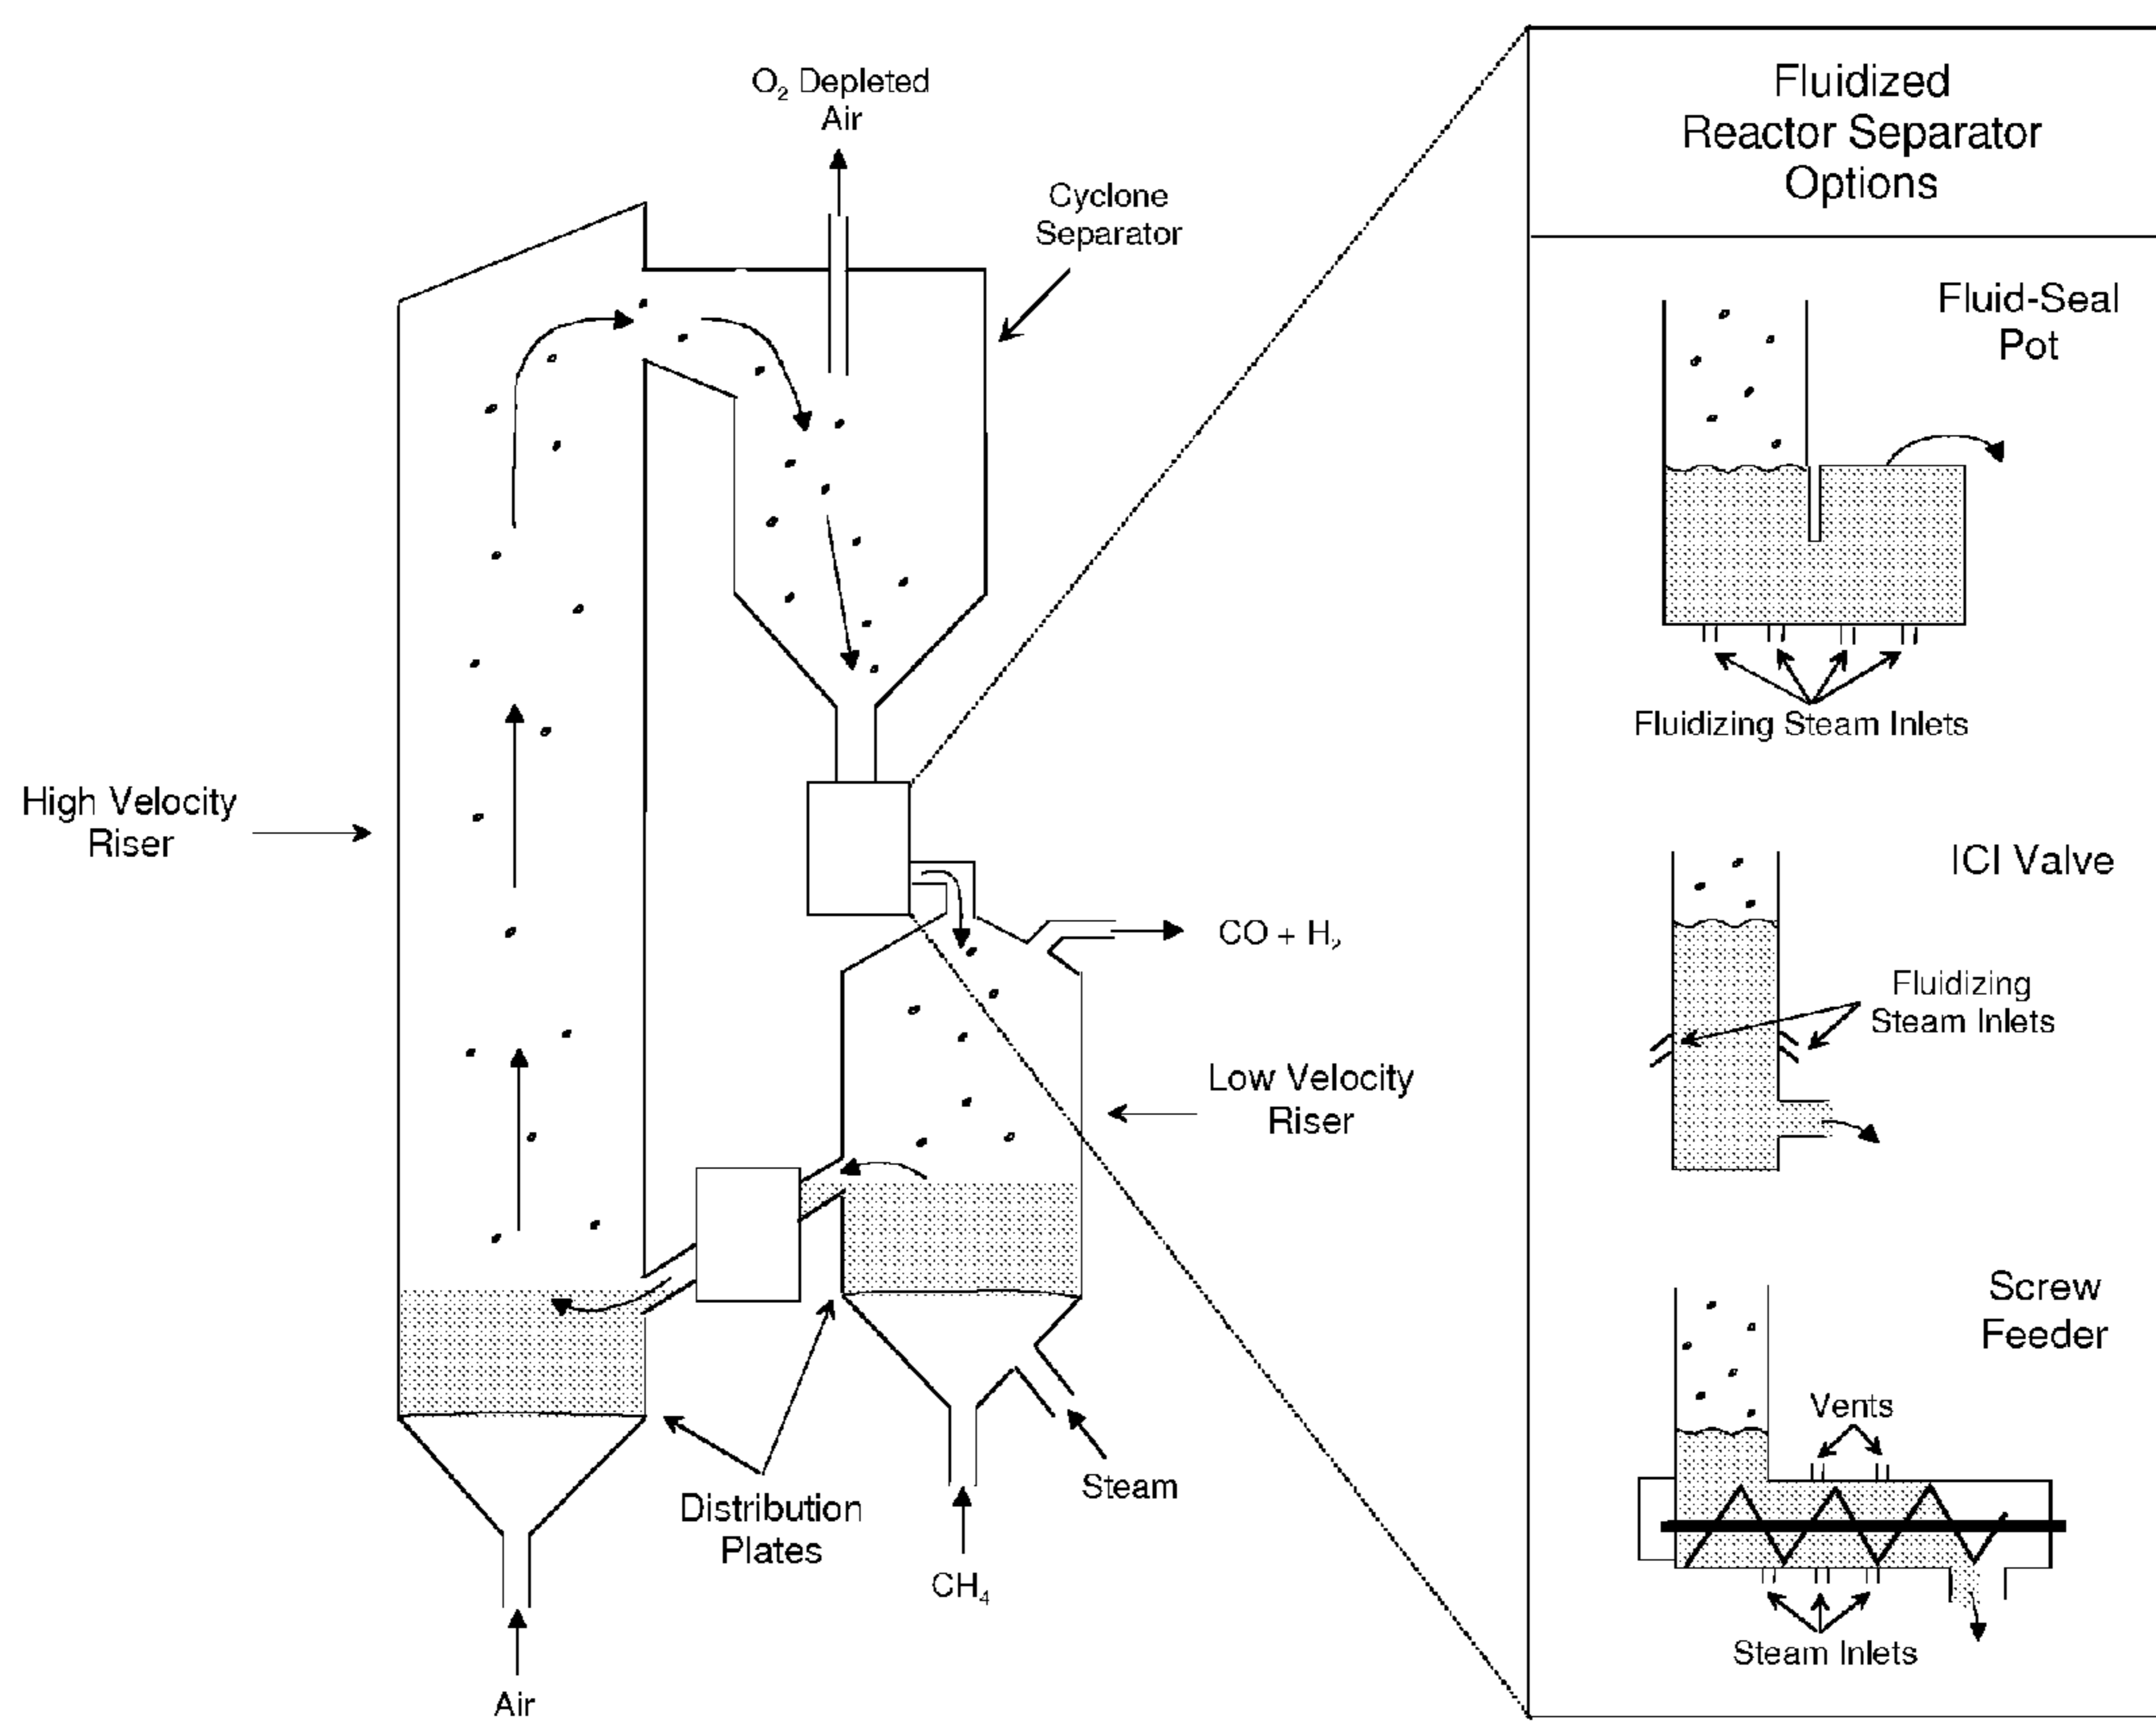 O₂ Depleted
Air
Cyclone
Separator
High Velocity
Riser
CO + H₂
Low Velocity
Riser
Distribution
Plates
Steam
CH₄
Air
Fluidized
Reactor Separator
Options
Fluid-Seal
Pot
Fluidizing Steam Inlets
ICI Valve
Fluidizing
Steam Inlets
Screw
Feeder
Vents
Steam Inlets